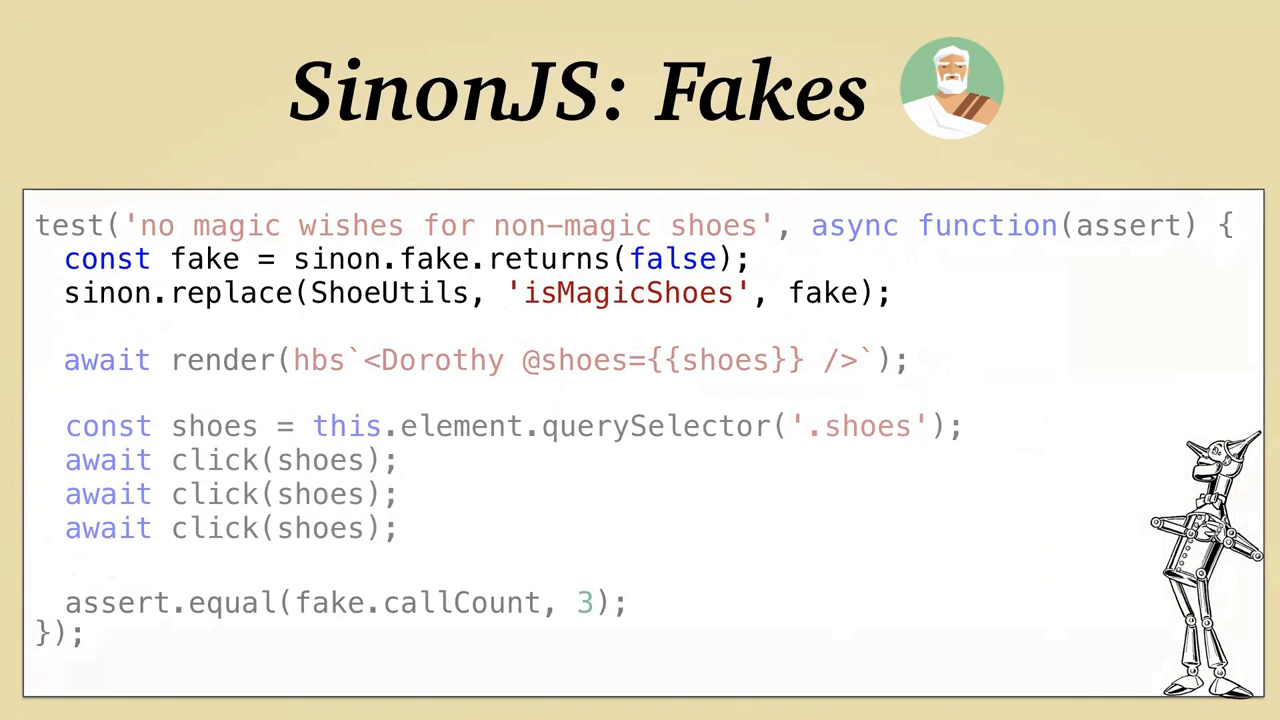 SinonJS: Fakes
test('no magic wishes for non-magic shoes', async function(assert) {
const fake = sinon.fake.returns(false);
sinon.replace(ShoeUtils, 'isMagicShoes', fake);
await render(hbs`<Dorothy @shoes={{shoes}} />`);
const shoes = this.element.querySelector('.shoes');
await click(shoes);
await click(shoes);
await click(shoes);
assert.equal(fake.callCount, 3);
});